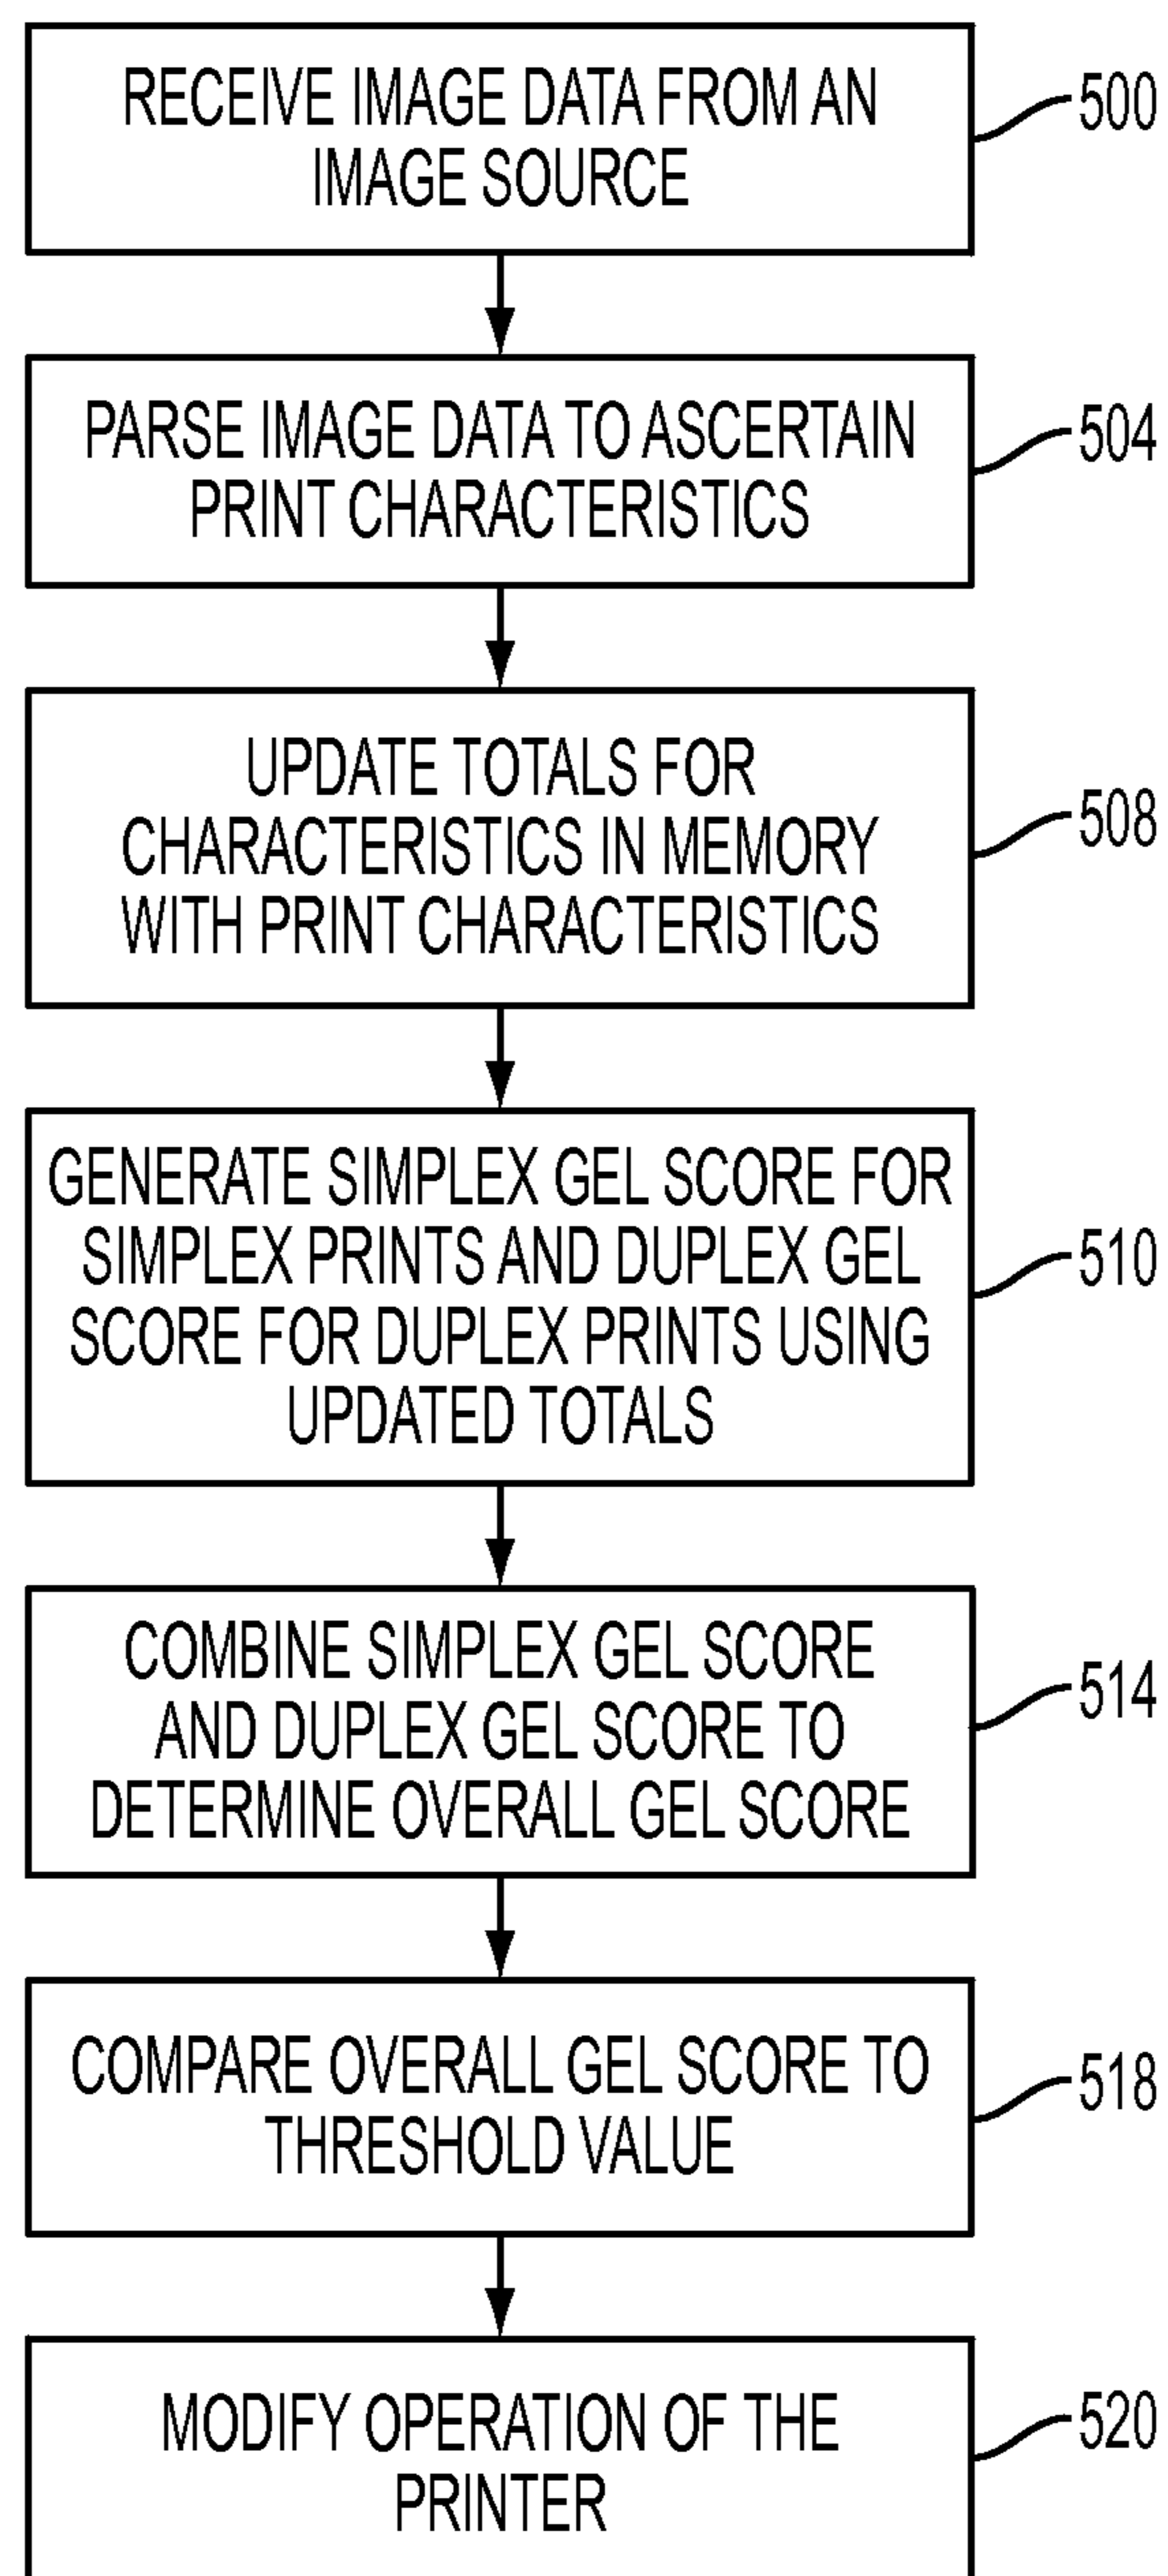 RECEIVE IMAGE DATA FROM AN
IMAGE SOURCE
500
PARSE IMAGE DATA TO ASCERTAIN
PRINT CHARACTERISTICS
504
UPDATE TOTALS FOR
CHARACTERISTICS IN MEMORY
WITH PRINT CHARACTERISTICS
508
GENERATE SIMPLEX GEL SCORE FOR
SIMPLEX PRINTS AND DUPLEX GEL
SCORE FOR DUPLEX PRINTS USING
UPDATED TOTALS
510
COMBINE SIMPLEX GEL SCORE
AND DUPLEX GEL SCORE TO
DETERMINE OVERALL GEL SCORE
514
COMPARE OVERALL GEL SCORE TO
THRESHOLD VALUE
518
MODIFY OPERATION OF THE
PRINTER
520